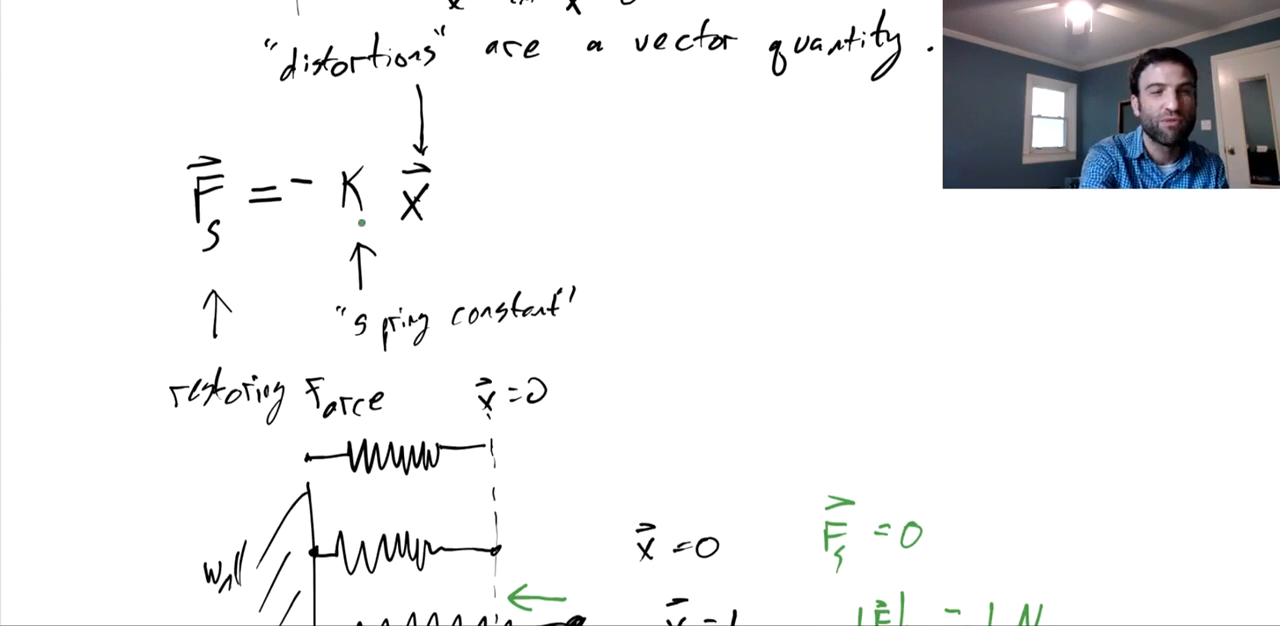 "distortions" are a vector quantity.
F⃗s = - K x⃗
"spring constant"
restoring Force
x⃗ = 0
wall
x⃗ = 0
F⃗s = 0